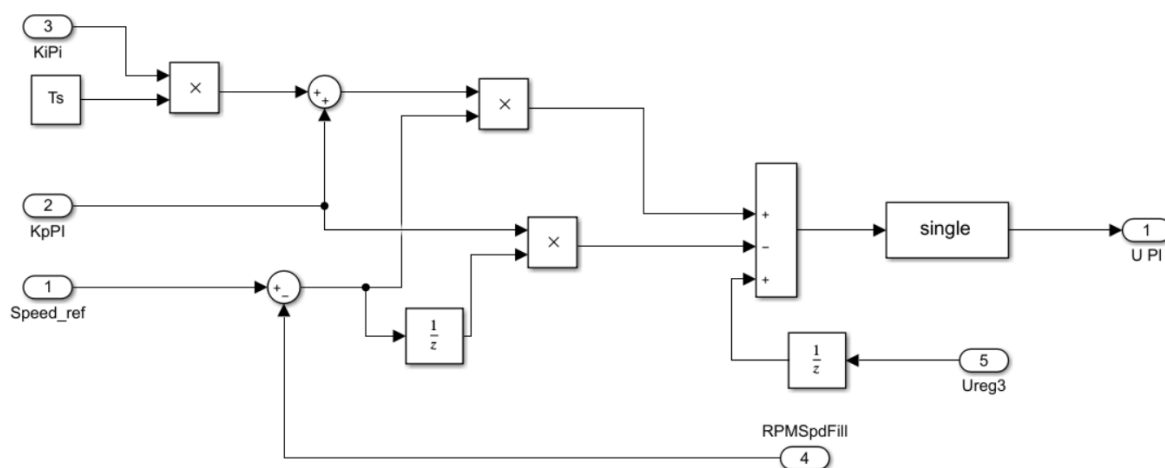 3
KiPi
Ts
×
+
+
×
2
KpPI
×
1
Speed_ref
+
−
1
z
+
−
+
single
1
U PI
1
z
5
Ureg3
RPMSpdFill
4